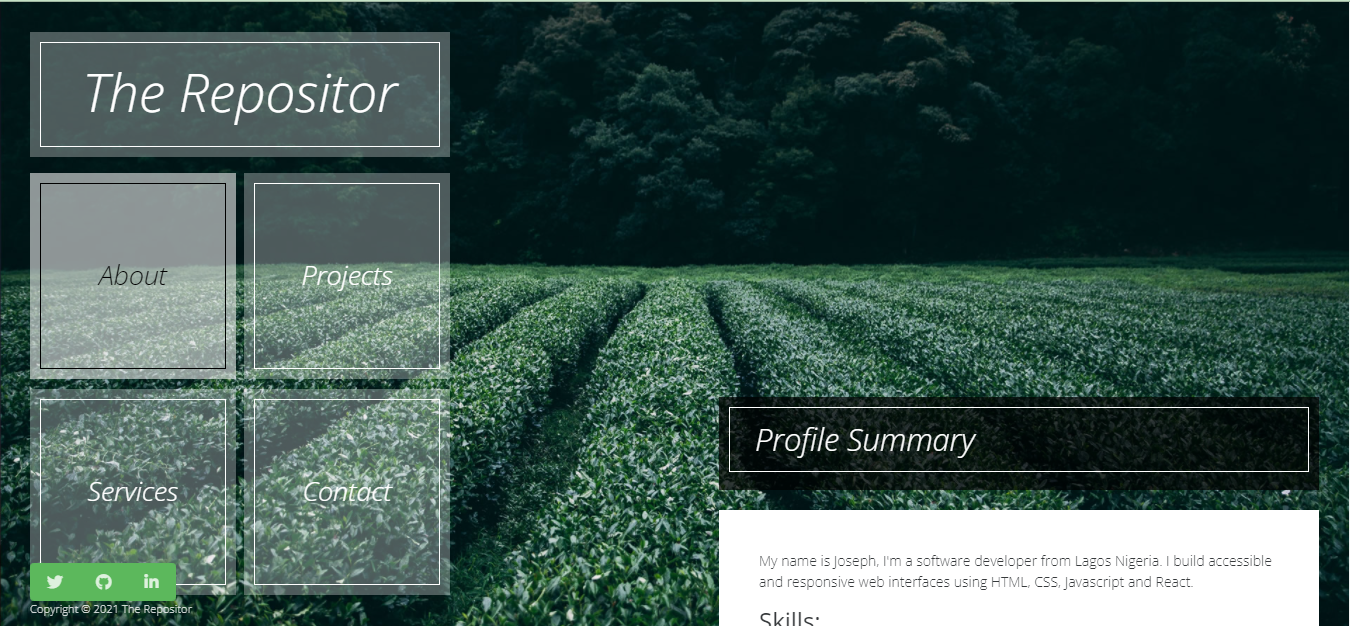 The Repositor
About
Projects
Services
Contact
Copyright © 2021 The Repositor
Profile Summary
My name is Joseph, I'm a software developer from Lagos Nigeria. I build accessible
and responsive web interfaces using HTML, CSS, Javascript and React.
Skills: